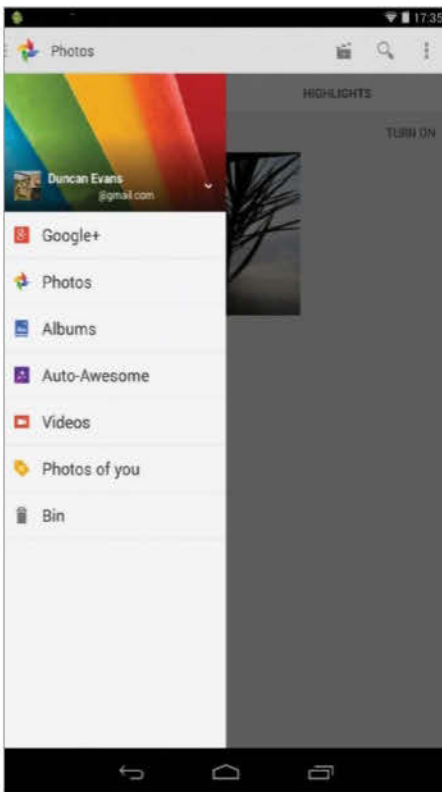 17:35
Photos
HIGHLIGHTS
TURN ON
Duncan Evans
@gmail.com
Google+
Photos
Albums
Auto-Awesome
Videos
Photos of you
Bin